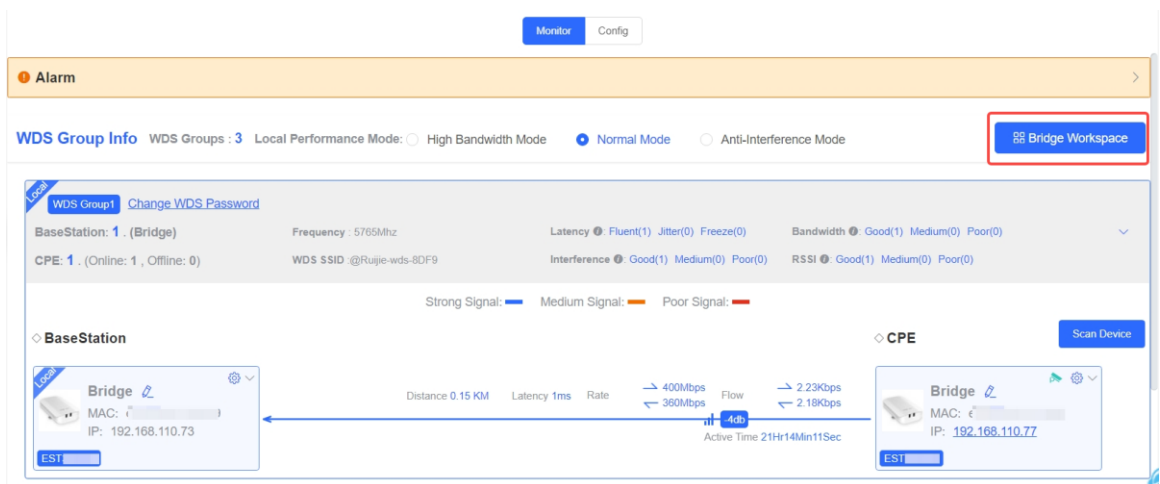 Monitor Config
Alarm
WDS Group Info WDS Groups : 3 Local Performance Mode: High Bandwidth Mode Normal Mode Anti-Interference Mode Bridge Workspace
Local
WDS Group1 Change WDS Password
BaseStation: 1 . (Bridge) Frequency : 5765Mhz Latency : Fluent(1) Jitter(0) Freeze(0) Bandwidth : Good(1) Medium(0) Poor(0)
CPE: 1 . (Online: 1 , Offline: 0) WDS SSID :@Ruijie-wds-8DF9 Interference : Good(1) Medium(0) Poor(0) RSSI : Good(1) Medium(0) Poor(0)
Strong Signal: Medium Signal: Poor Signal:
BaseStation CPE Scan Device
Local
Bridge
MAC:
IP: 192.168.110.73
EST
Distance 0.15 KM Latency 1ms Rate 400Mbps 360Mbps Flow 2.23Kbps 2.18Kbps
-4db
Active Time 21Hr14Min11Sec
Bridge
MAC:
IP: 192.168.110.77
EST